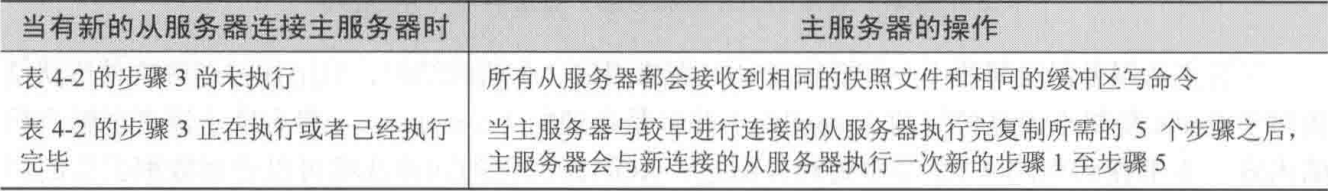 当有新的从服务器连接主服务器时 主服务器的操作
表 4-2 的步骤 3 尚未执行 所有从服务器都会接收到相同的快照文件和相同的缓冲区写命令
表 4-2 的步骤 3 正在执行或者已经执行 当主服务器与较早进行连接的从服务器执行完复制所需的 5 个步骤之后，
完毕 主服务器会与新连接的从服务器执行一次新的步骤 1 至步骤 5